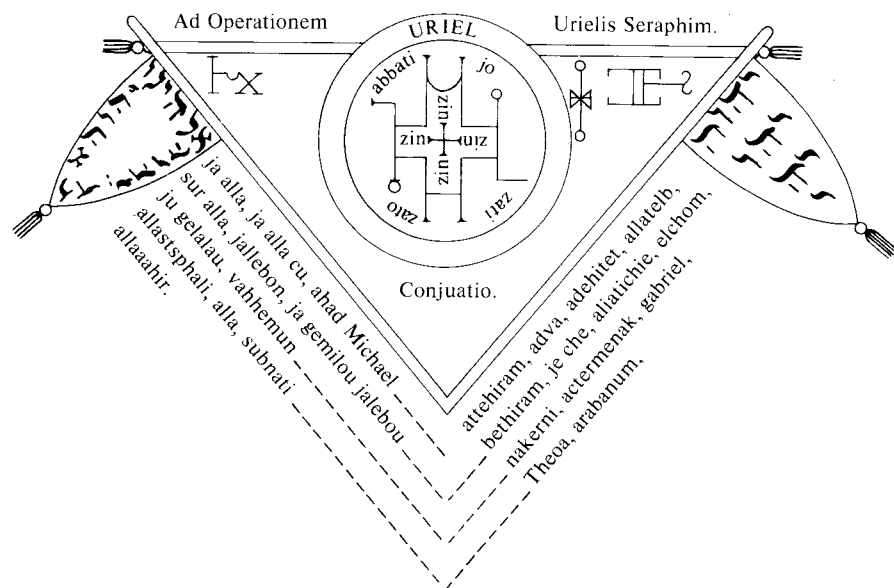 Ad Operationem
URIEL
Urielis Seraphim.
abbati
jo
zin
zin
zin
zin
zato
zati
Conjuatio.
ja alla, ja alla cu, ahad Michael
sur alla, jallebon, ja gemilou jalebou
ju gelalau, vahhemun
allastsphali, alla, subnati
allaaahir.
attehiram, adva, adehitet, allatelb,
bethiram, je che, aliatichie, elchom,
nakerni, actermenak, gabriel,
Theoa, arabanum,